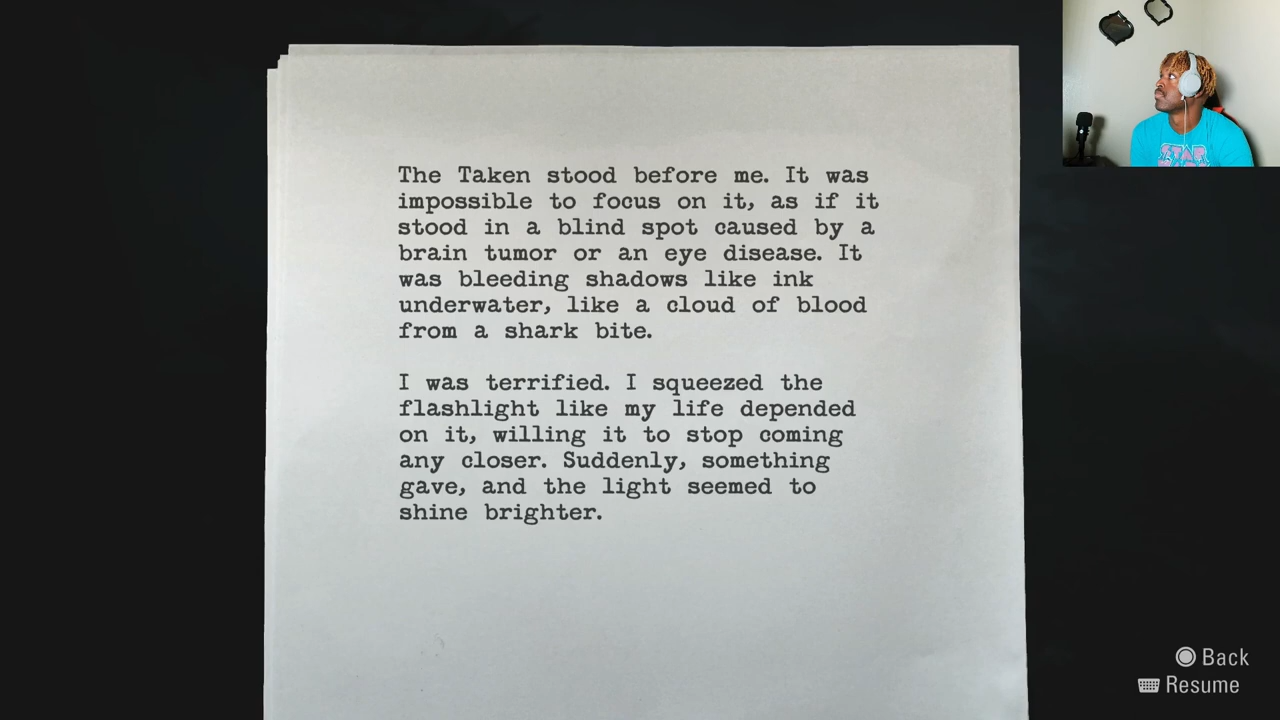 The Taken stood before me. It was
impossible to focus on it, as if it
stood in a blind spot caused by a
brain tumor or an eye disease. It
was bleeding shadows like ink
underwater, like a cloud of blood
from a shark bite.
I was terrified. I squeezed the
flashlight like my life depended
on it, willing it to stop coming
any closer. Suddenly, something
gave, and the light seemed to
shine brighter.
Back
Resume